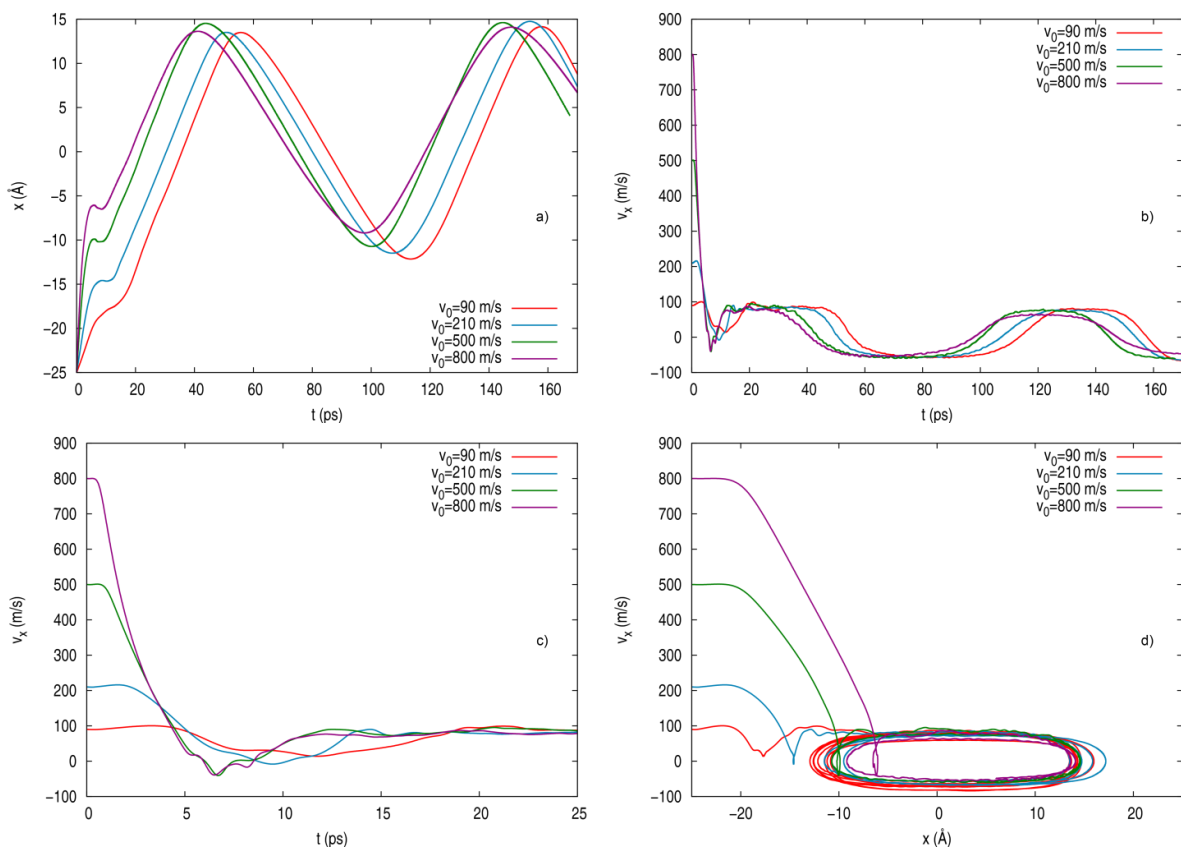 15
10
5
0
−5
−10
−15
−20
−25
0 20 40 60 80 100 120 140 160
x (Å)
t (ps)
a)
v0=90 m/s
v0=210 m/s
v0=500 m/s
v0=800 m/s
900
800
700
600
500
400
300
200
100
0
−100
0 20 40 60 80 100 120 140 160
vx (m/s)
t (ps)
b)
v0=90 m/s
v0=210 m/s
v0=500 m/s
v0=800 m/s
900
800
700
600
500
400
300
200
100
0
−100
0 5 10 15 20 25
vx (m/s)
t (ps)
c)
v0=90 m/s
v0=210 m/s
v0=500 m/s
v0=800 m/s
900
800
700
600
500
400
300
200
100
0
−100
−20 −10 0 10 20
vx (m/s)
x (Å)
d)
v0=90 m/s
v0=210 m/s
v0=500 m/s
v0=800 m/s